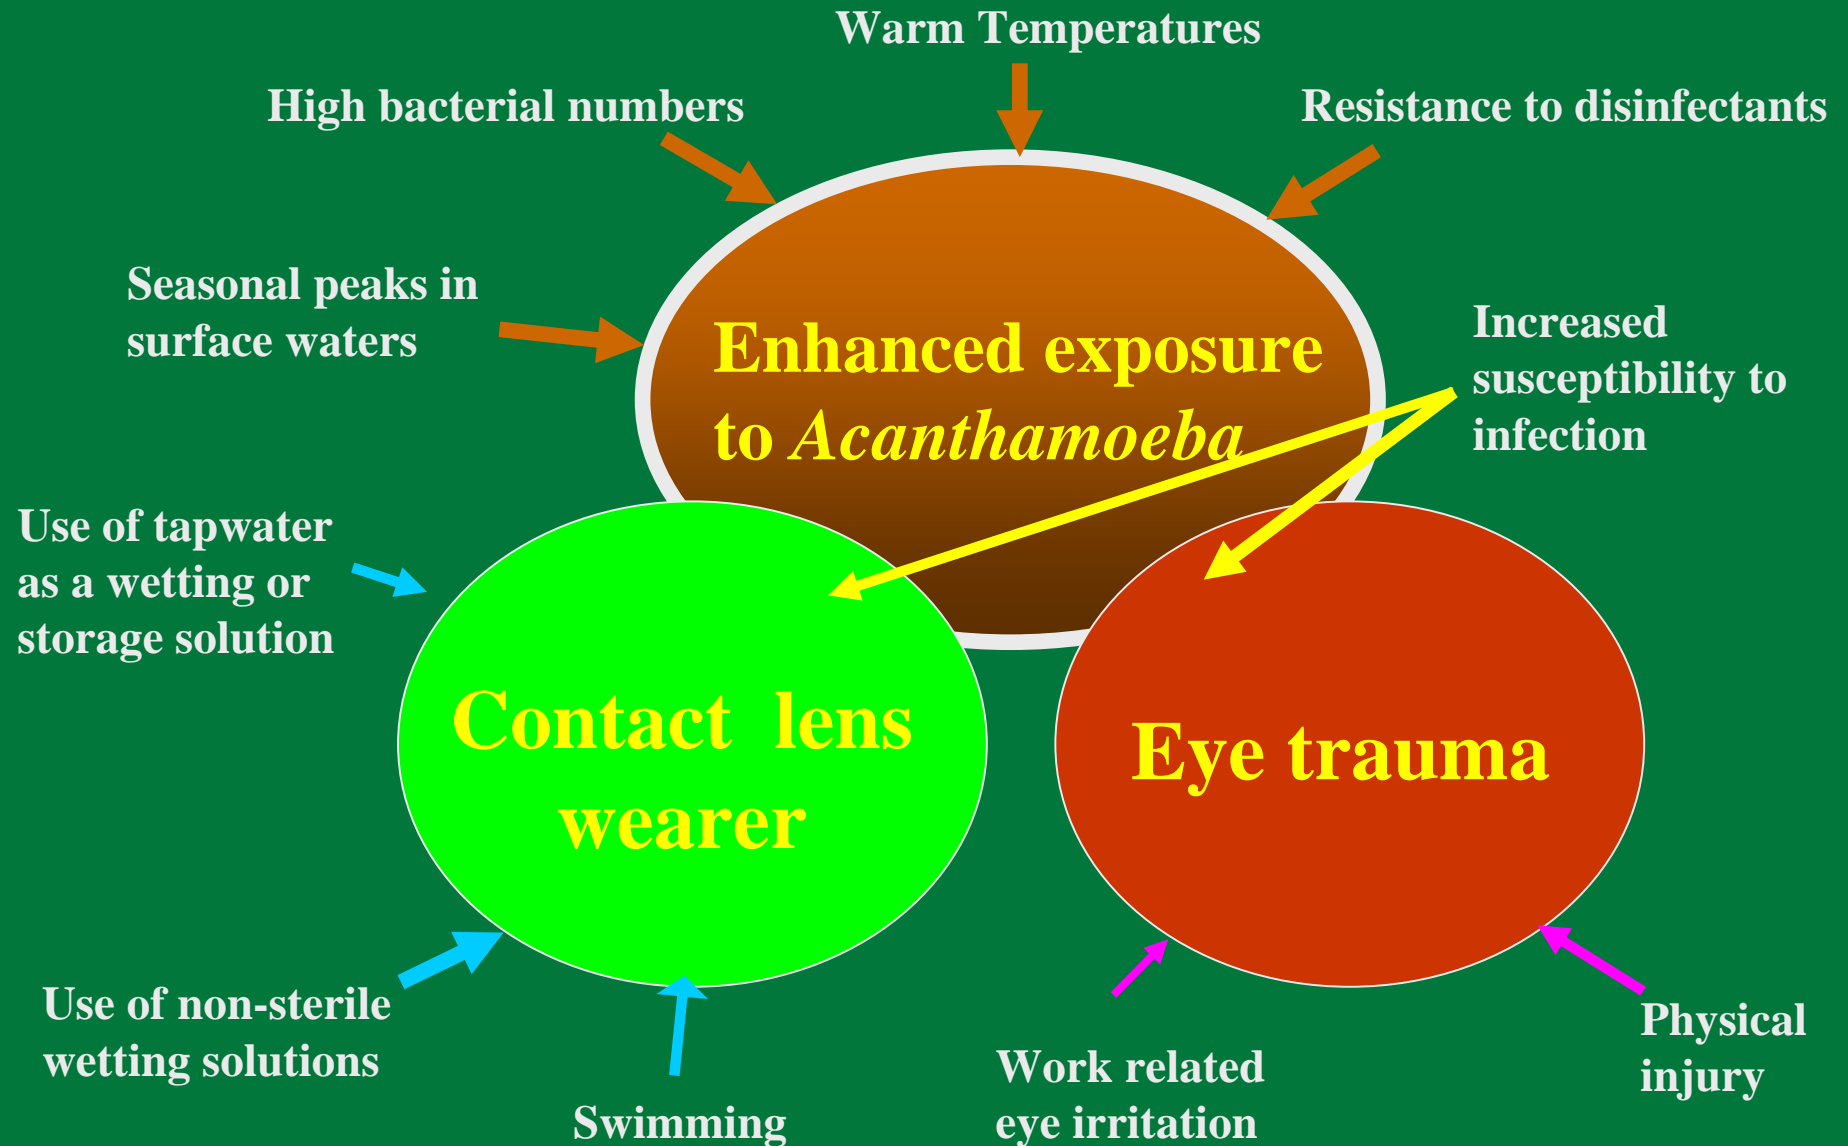 Warm Temperatures
High bacterial numbers
Resistance to disinfectants
Seasonal peaks in
surface waters
Enhanced exposure
to Acanthamoeba
Increased
susceptibility to
infection
Use of tapwater
as a wetting or
storage solution
Contact lens
wearer
Eye trauma
Use of non-sterile
wetting solutions
Swimming
Work related
eye irritation
Physical
injury